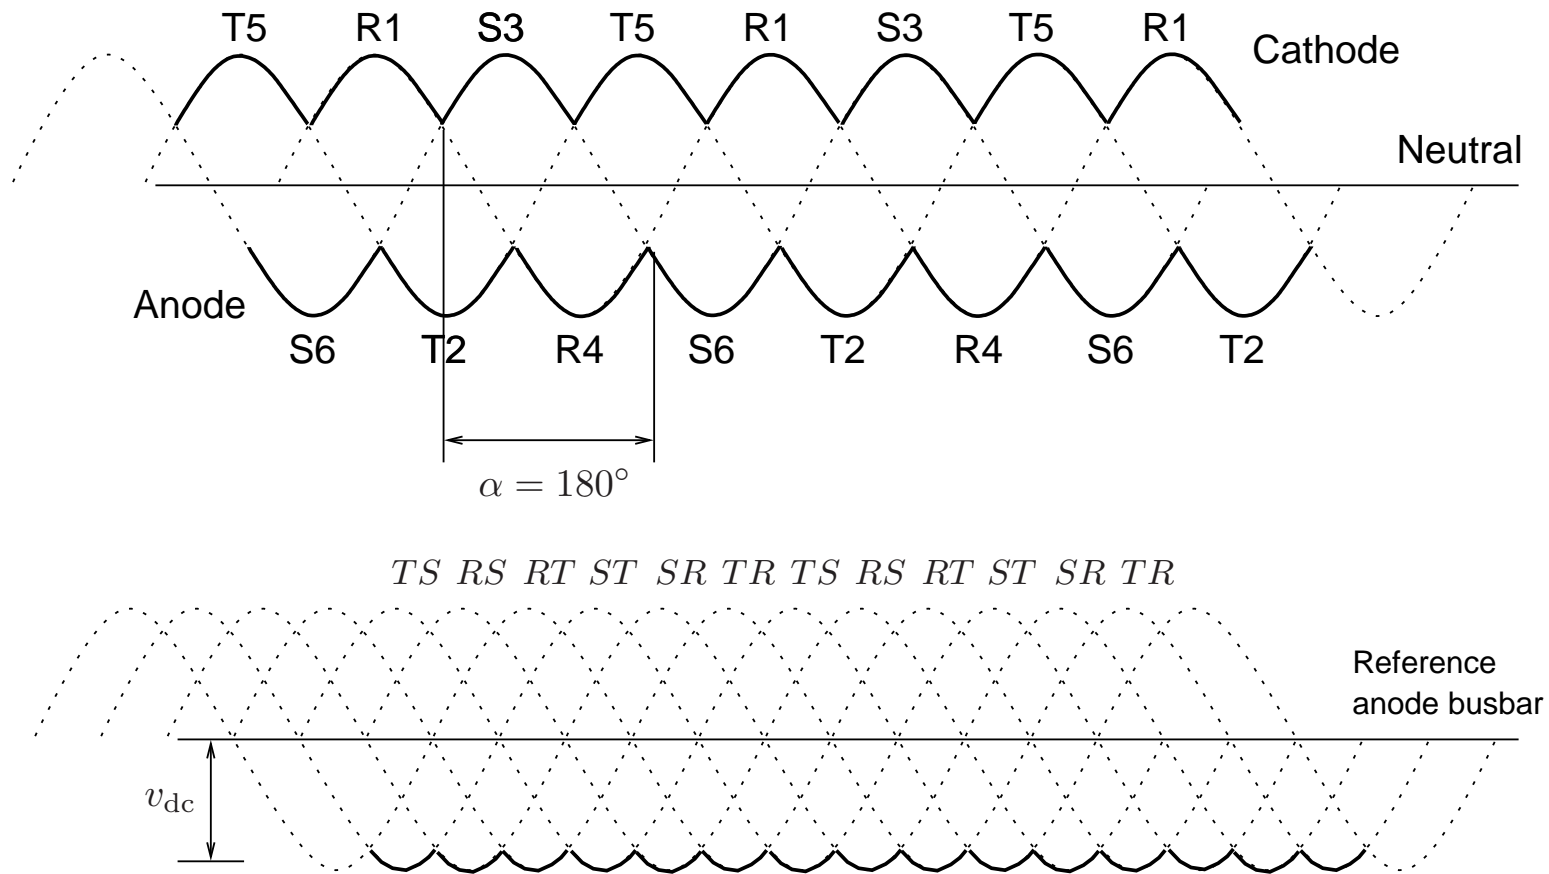 T5 R1 S3 T5 R1 S3 T5 R1
Cathode
Neutral
Anode
S6 T2 R4 S6 T2 R4 S6 T2
α = 180°
TS RS RT ST SR TR TS RS RT ST SR TR
Reference
anode busbar
vdc